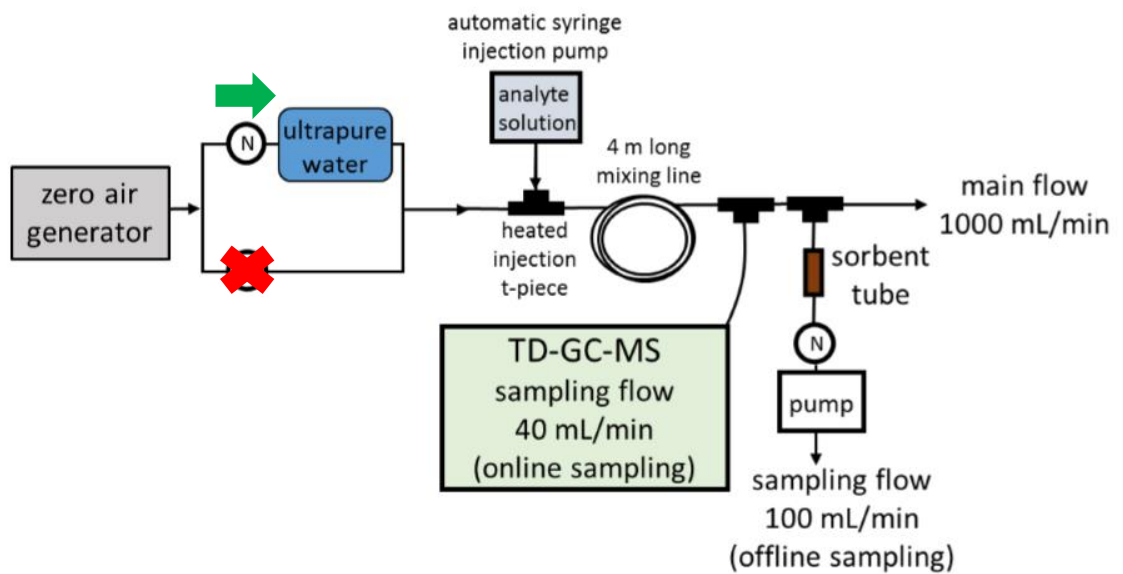 automatic syringe
injection pump
analyte
solution
N
ultrapure
water
zero air
generator
4 m long
mixing line
heated
injection
t-piece
main flow
1000 mL/min
sorbent
tube
N
pump
TD-GC-MS
sampling flow
40 mL/min
(online sampling)
sampling flow
100 mL/min
(offline sampling)